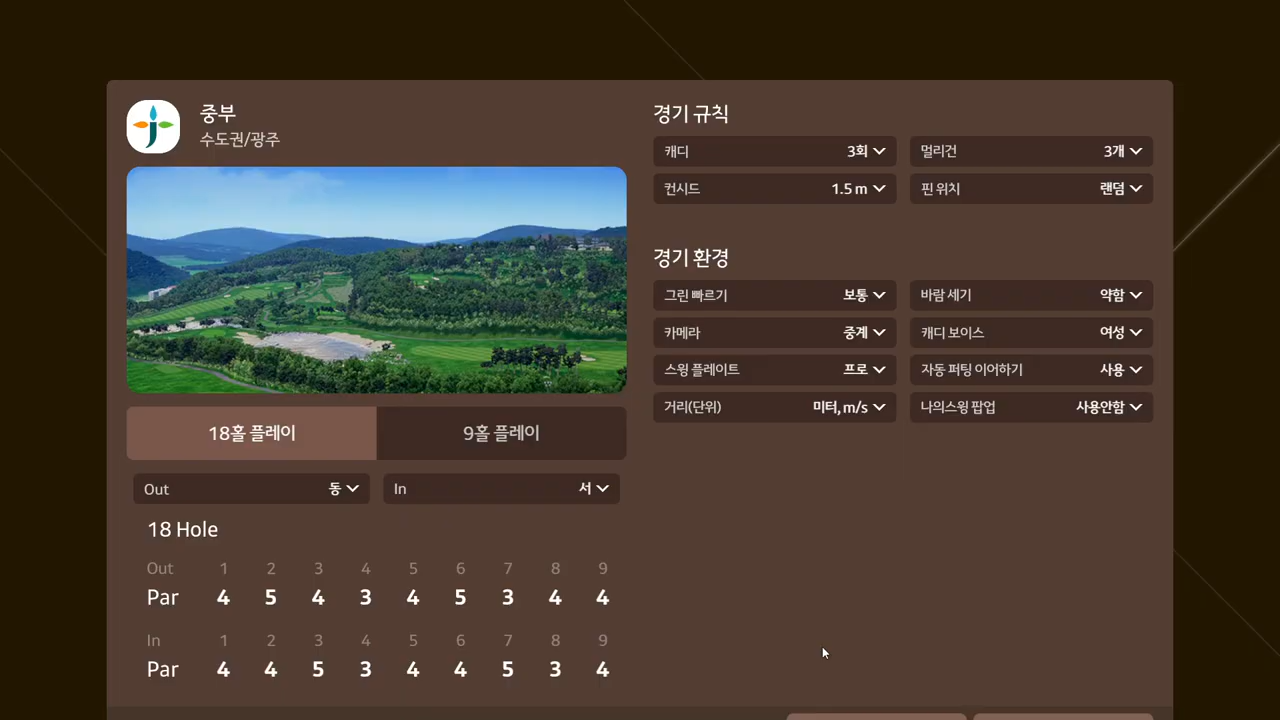 중부
수도권/광주
18홀 플레이 9홀 플레이
Out 동 In 서
18 Hole
Out 1 2 3 4 5 6 7 8 9
Par 4 5 4 3 4 5 3 4 4
In 1 2 3 4 5 6 7 8 9
Par 4 4 5 3 4 4 5 3 4
경기 규칙
캐디 3회 멀리건 3개
컨시드 1.5 m 핀 위치 랜덤
경기 환경
그린 빠르기 보통 바람 세기 약함
카메라 중계 캐디 보이스 여성
스윙 플레이트 프로 자동 퍼팅 이어하기 사용
거리(단위) 미터, m/s 나의스윙 팝업 사용안함